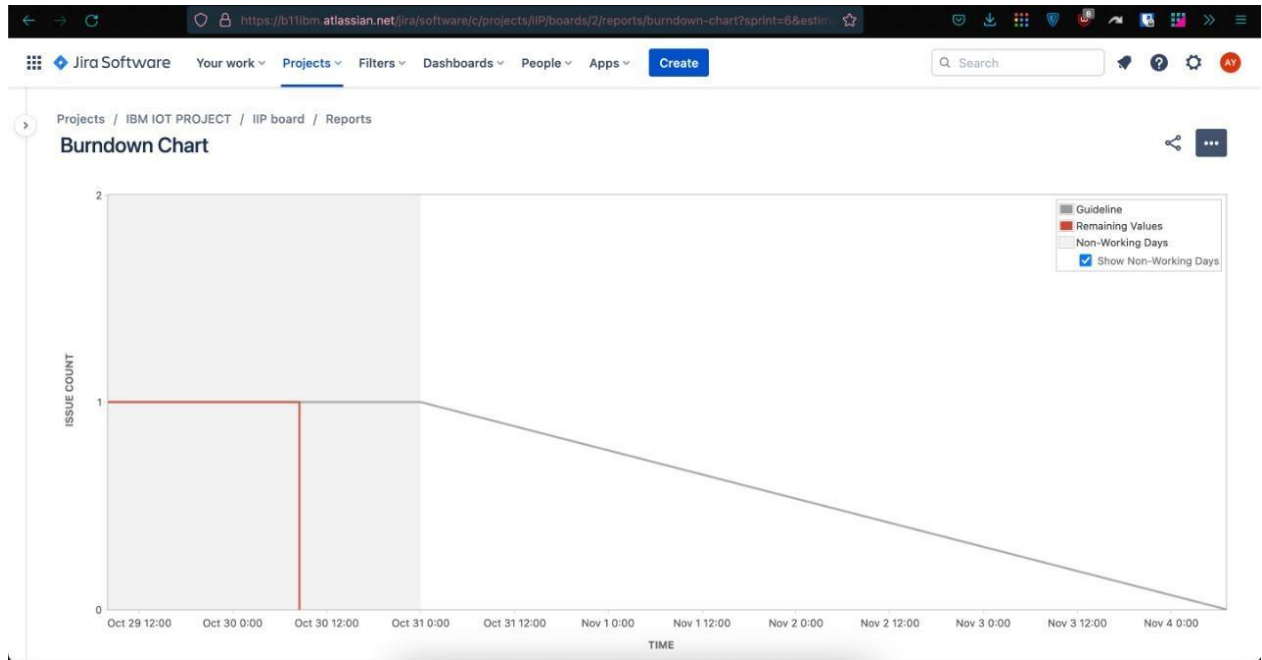 https://b11ibm.atlassian.net/jira/software/c/projects/IIP/boards/2/reports/burndown-chart?sprint=6&estim
8
Jira Software Your work Projects Filters Dashboards People Apps Create Search AY
Projects / IBM IOT PROJECT / IIP board / Reports
Burndown Chart
2
Guideline
Remaining Values
Non-Working Days
Show Non-Working Days
ISSUE COUNT
1
0
Oct 29 12:00 Oct 30 0:00 Oct 30 12:00 Oct 31 0:00 Oct 31 12:00 Nov 1 0:00 Nov 1 12:00 Nov 2 0:00 Nov 2 12:00 Nov 3 0:00 Nov 3 12:00 Nov 4 0:00
TIME